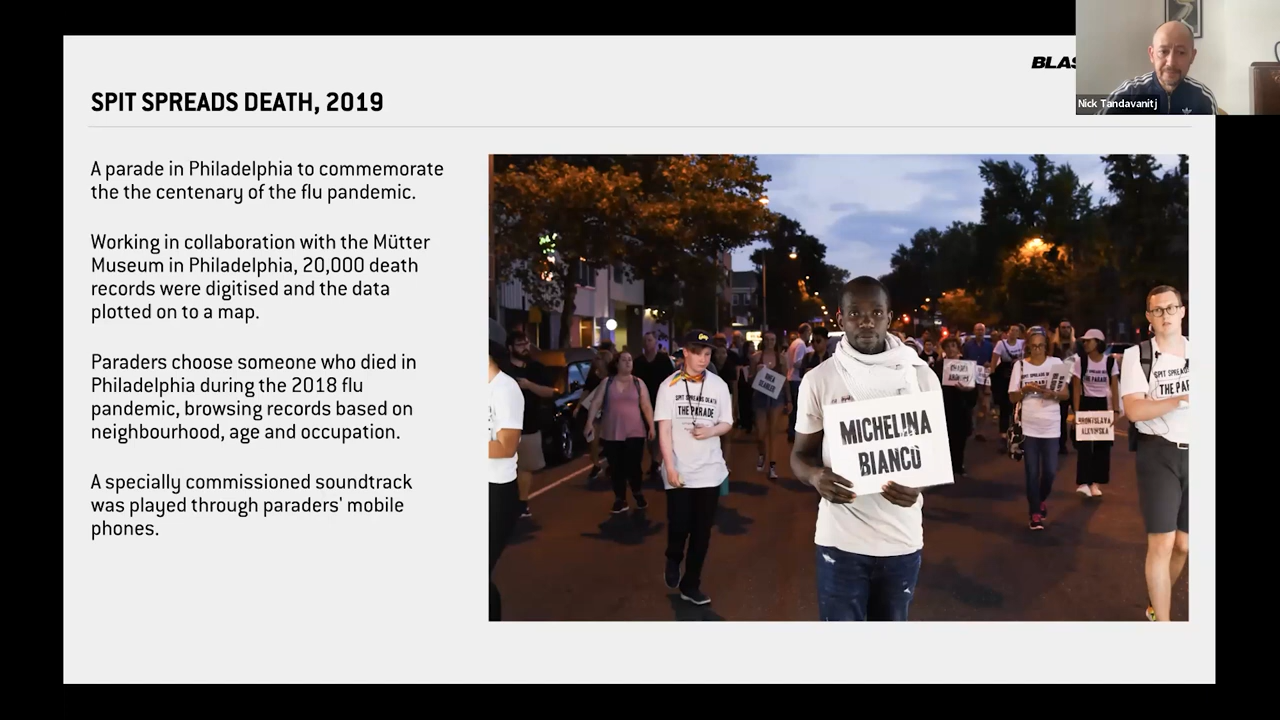 BLAS
Nick Tandavanitj
SPIT SPREADS DEATH, 2019
A parade in Philadelphia to commemorate
the the centenary of the flu pandemic.
Working in collaboration with the Mütter
Museum in Philadelphia, 20,000 death
records were digitised and the data
plotted on to a map.
Paraders choose someone who died in
Philadelphia during the 2018 flu
pandemic, browsing records based on
neighbourhood, age and occupation.
A specially commissioned soundtrack
was played through paraders' mobile
phones.
SPIT SPREADS DEATH
THE PARADE
MICHELINA
BIANCO
THE PARADE
SPIT SPREADS
THE PAR